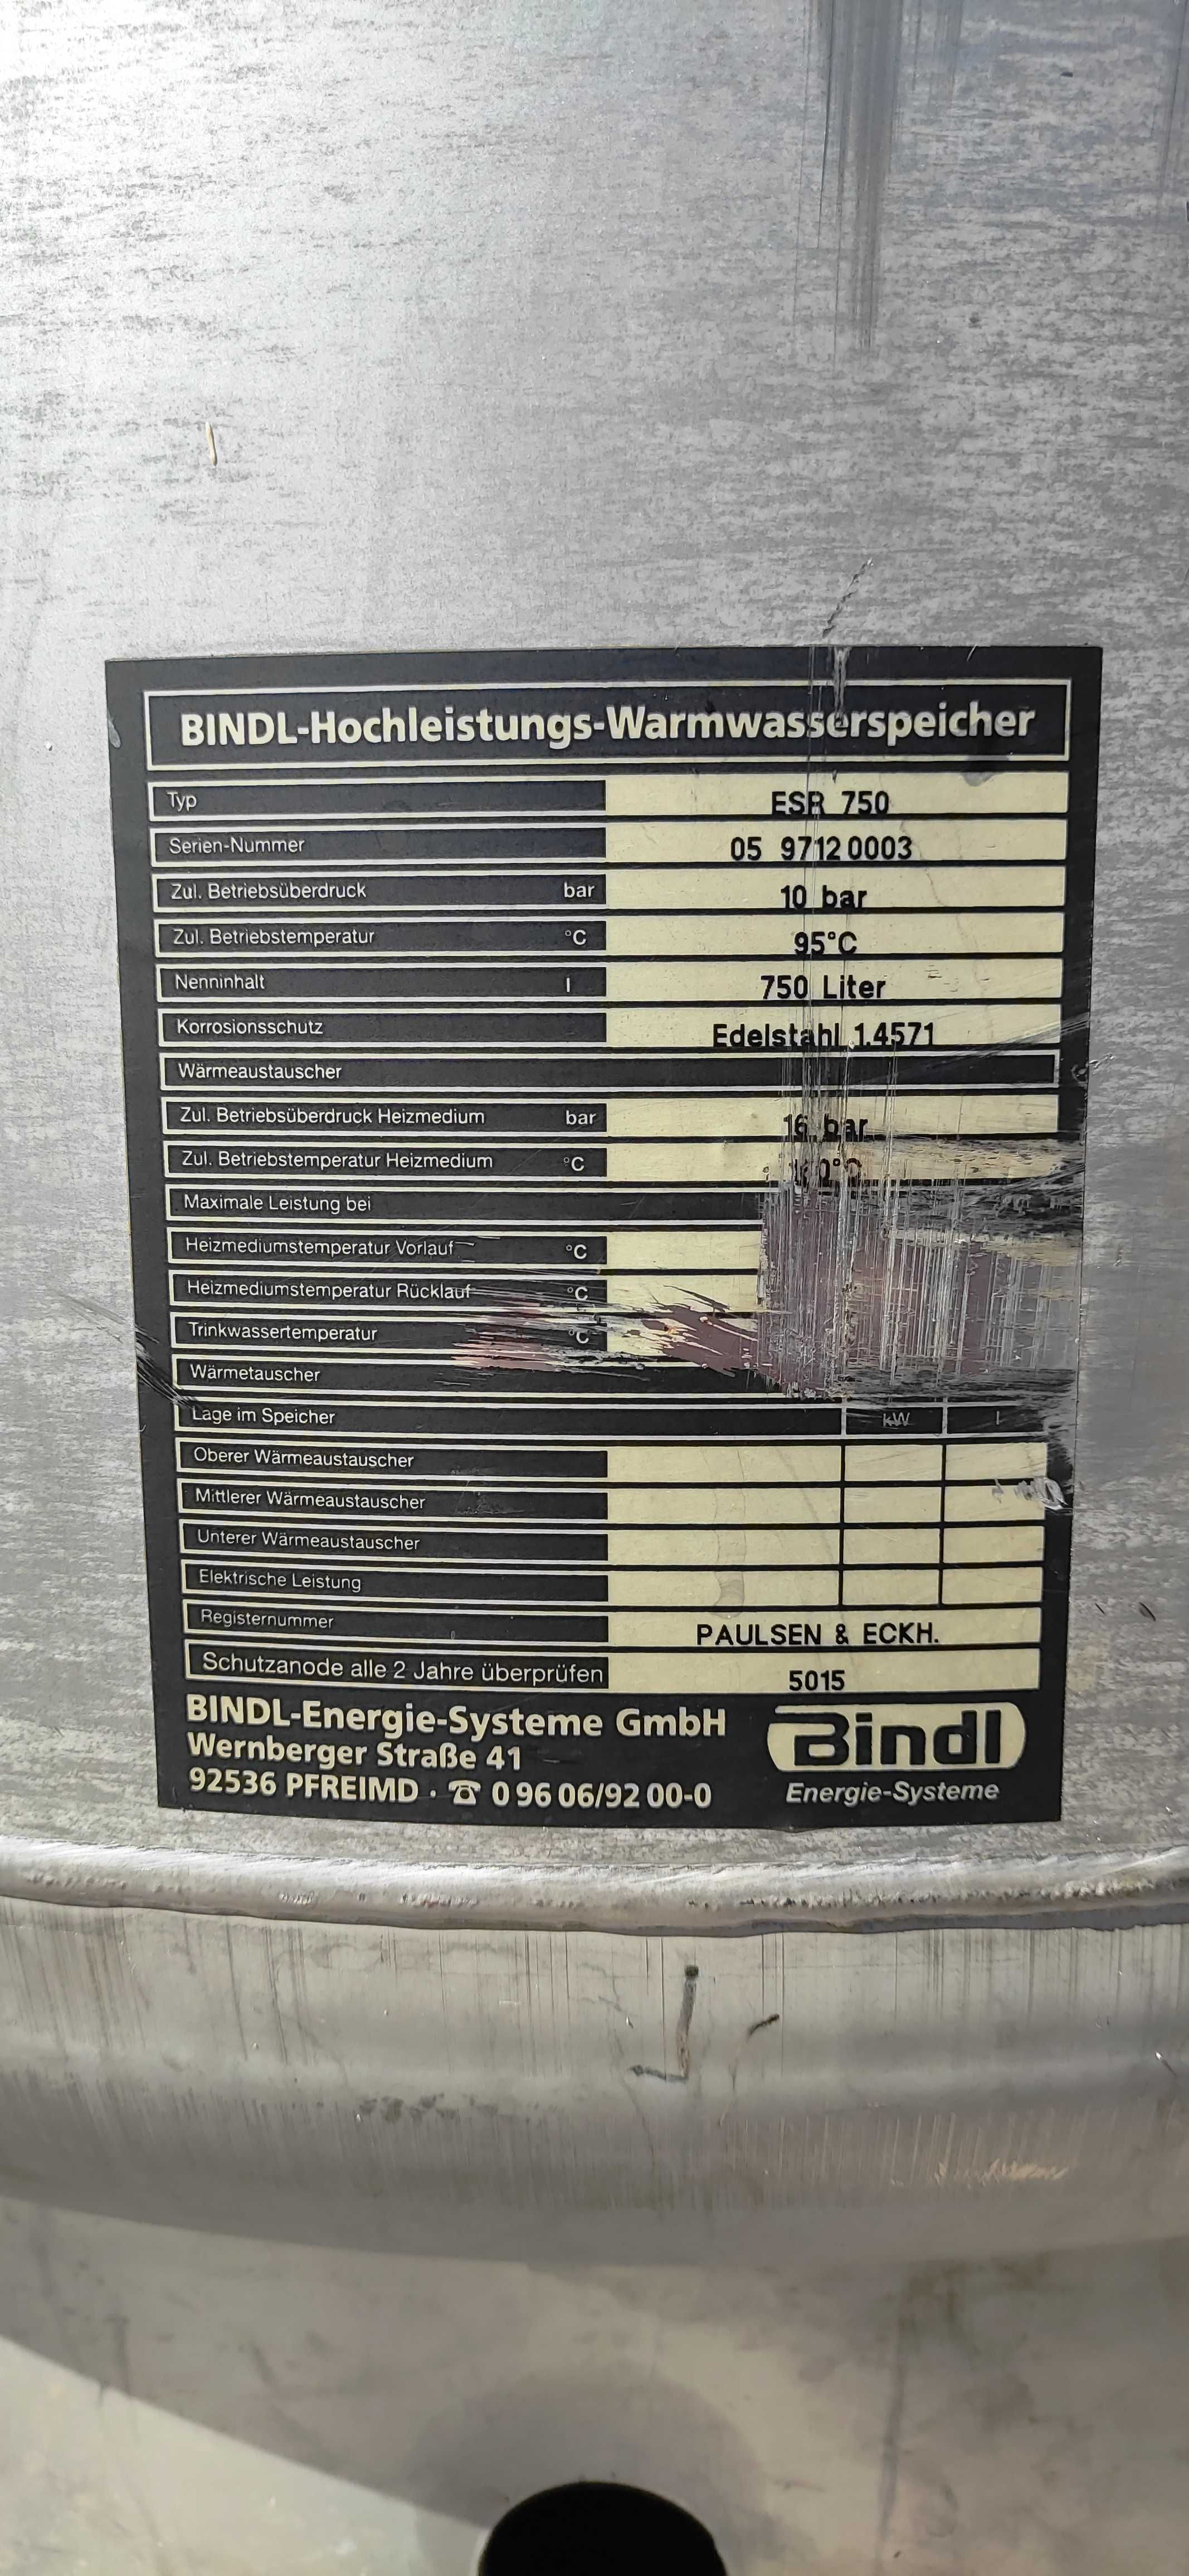 BINDL-Hochleistungs-Warmwasserspeicher
Typ ESR 750
Serien-Nummer 05 9712 0003
Zul. Betriebsüberdruck bar 10 bar
Zul. Betriebstemperatur °C 95°C
Nenninhalt l 750 Liter
Korrosionsschutz Edelstahl 1.4571
Wärmeaustauscher
Zul. Betriebsüberdruck Heizmedium bar 16 bar
Zul. Betriebstemperatur Heizmedium °C
Maximale Leistung bei
Heizmediumstemperatur Vorlauf °C
Heizmediumstemperatur Rücklauf °C
Trinkwassertemperatur °C
Wärmetauscher
Lage im Speicher kW l
Oberer Wärmeaustauscher
Mittlerer Wärmeaustauscher
Unterer Wärmeaustauscher
Elektrische Leistung
Registernummer PAULSEN & ECKH.
Schutzanode alle 2 Jahre überprüfen 5015
BINDL-Energie-Systeme GmbH
Wernberger Straße 41
92536 PFREIMD · ☎ 0 96 06/92 00-0
Bindl
Energie-Systeme